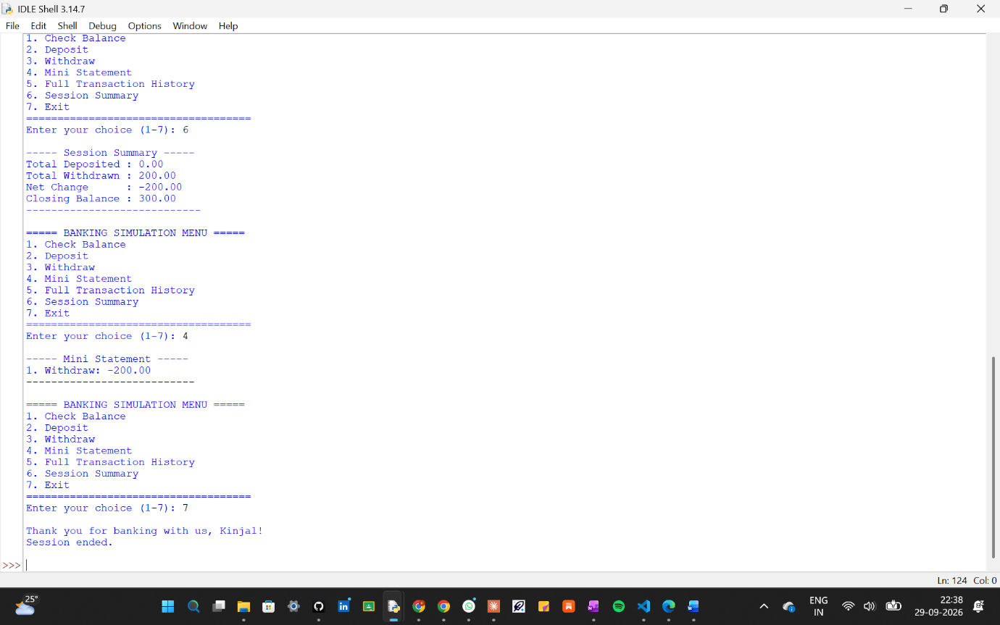 IDLE Shell 3.14.7
File Edit Shell Debug Options Window Help
1. Check Balance
2. Deposit
3. Withdraw
4. Mini Statement
5. Full Transaction History
6. Session Summary
7. Exit
====================================
Enter your choice (1-7): 6
----- Session Summary -----
Total Deposited : 0.00
Total Withdrawn : 200.00
Net Change      : -200.00
Closing Balance : 300.00
----------------------------
===== BANKING SIMULATION MENU =====
1. Check Balance
2. Deposit
3. Withdraw
4. Mini Statement
5. Full Transaction History
6. Session Summary
7. Exit
====================================
Enter your choice (1-7): 4
----- Mini Statement -----
1. Withdraw: -200.00
---------------------------
===== BANKING SIMULATION MENU =====
1. Check Balance
2. Deposit
3. Withdraw
4. Mini Statement
5. Full Transaction History
6. Session Summary
7. Exit
====================================
Enter your choice (1-7): 7
Thank you for banking with us, Kinjal!
Session ended.
>>>
Ln: 124 Col: 0
25°
ENG
IN
22:38
29-09-2026